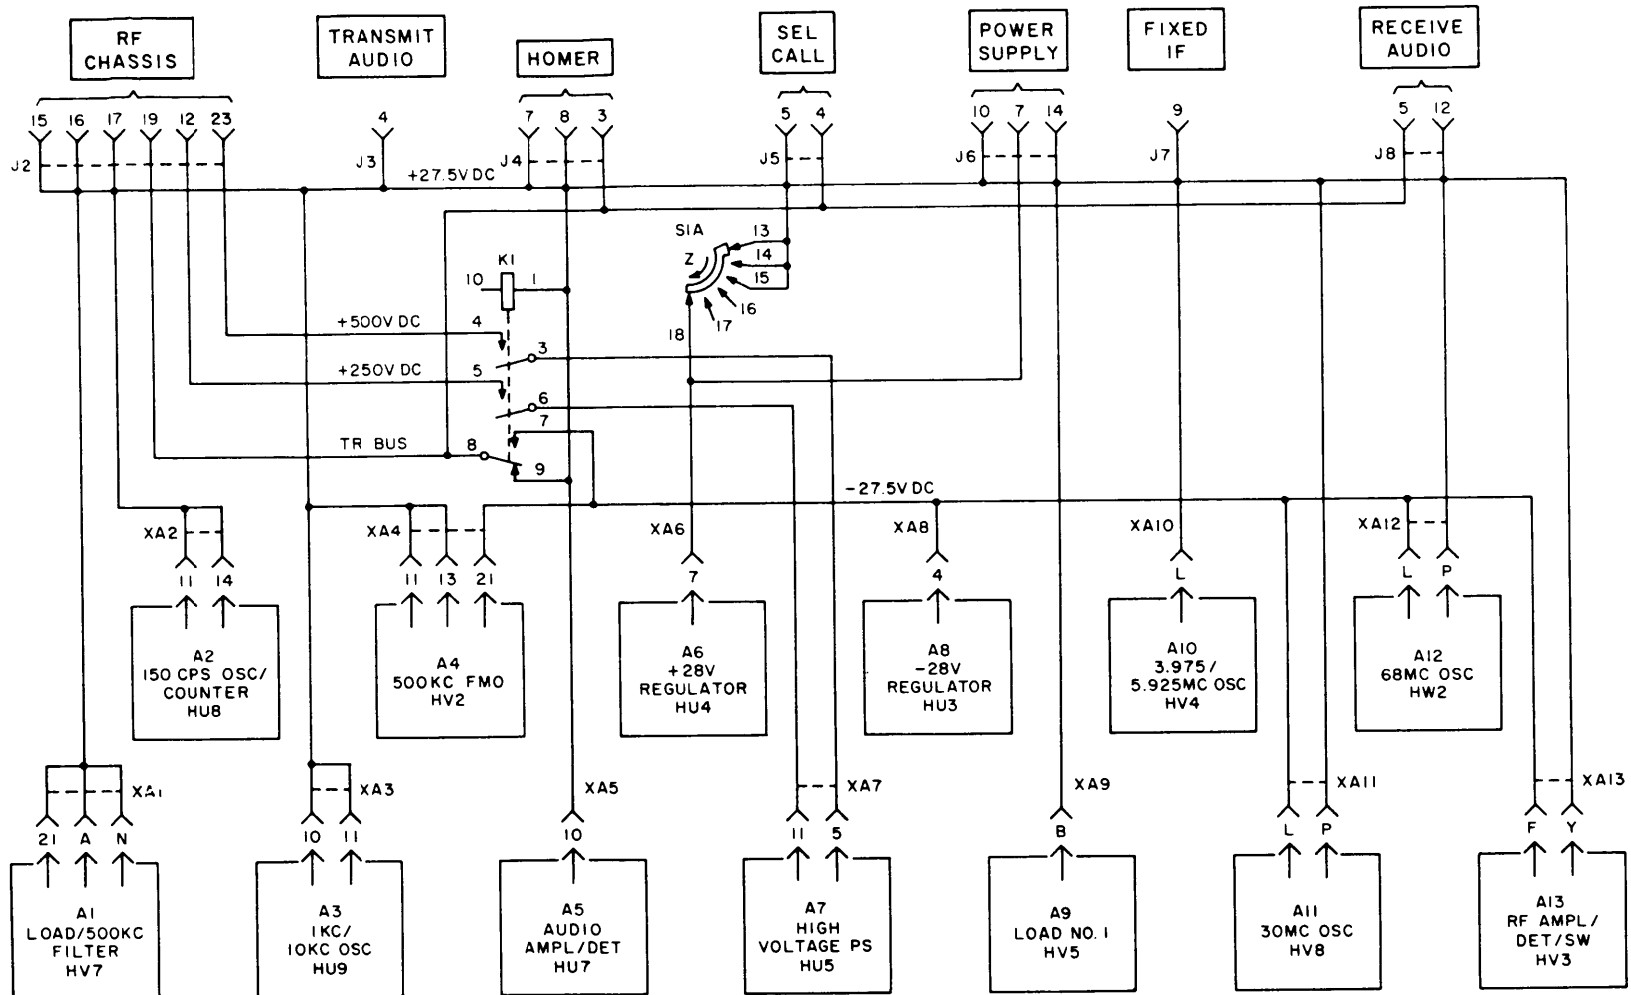 RF
CHASSIS
TRANSMIT
AUDIO
HOMER
SEL
CALL
POWER
SUPPLY
FIXED
IF
RECEIVE
AUDIO
15 16 17 19 12 23
4
7 8 3
5 4
10 7 14
9
5 12
J2
J3
J4
J5
J6
J7
J8
+27.5V DC
S1A
13
Z
14
15
16
17
18
K1
10
1
+500V DC
4
3
+250V DC
5
6
7
TR BUS
8
9
-27.5V DC
XA2
XA4
XA6
XA8
XA10
XA12
11 14
11 13 21
7
4
L
L P
A2
150 CPS OSC/
COUNTER
HU8
A4
500KC FMO
HV2
A6
+28V
REGULATOR
HU4
A8
-28V
REGULATOR
HU3
A10
3.975/
5.925MC OSC
HV4
A12
68MC OSC
HW2
XA1
XA3
XA5
XA7
XA9
XA11
XA13
21 A N
10 11
10
11 5
B
L P
F Y
A1
LOAD/500KC
FILTER
HV7
A3
1KC/
10KC OSC
HU9
A5
AUDIO
AMPL/DET
HU7
A7
HIGH
VOLTAGE PS
HU5
A9
LOAD NO. 1
HV5
A11
30MC OSC
HV8
A13
RF AMPL/
DET/SW
HV3